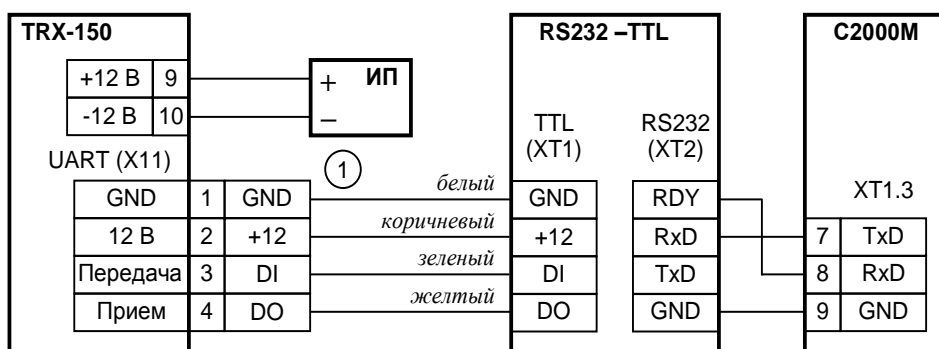 TRX-150
RS232 –TTL
C2000M
+12 В 9
+ ИП
-12 В 10
–
TTL
(XT1)
RS232
(XT2)
UART (X11)
1
XT1.3
GND 1 GND белый GND RDY
12 В 2 +12 коричневый +12 RxD 7 TxD
Передача 3 DI зеленый DI TxD 8 RxD
Прием 4 DO желтый DO GND 9 GND